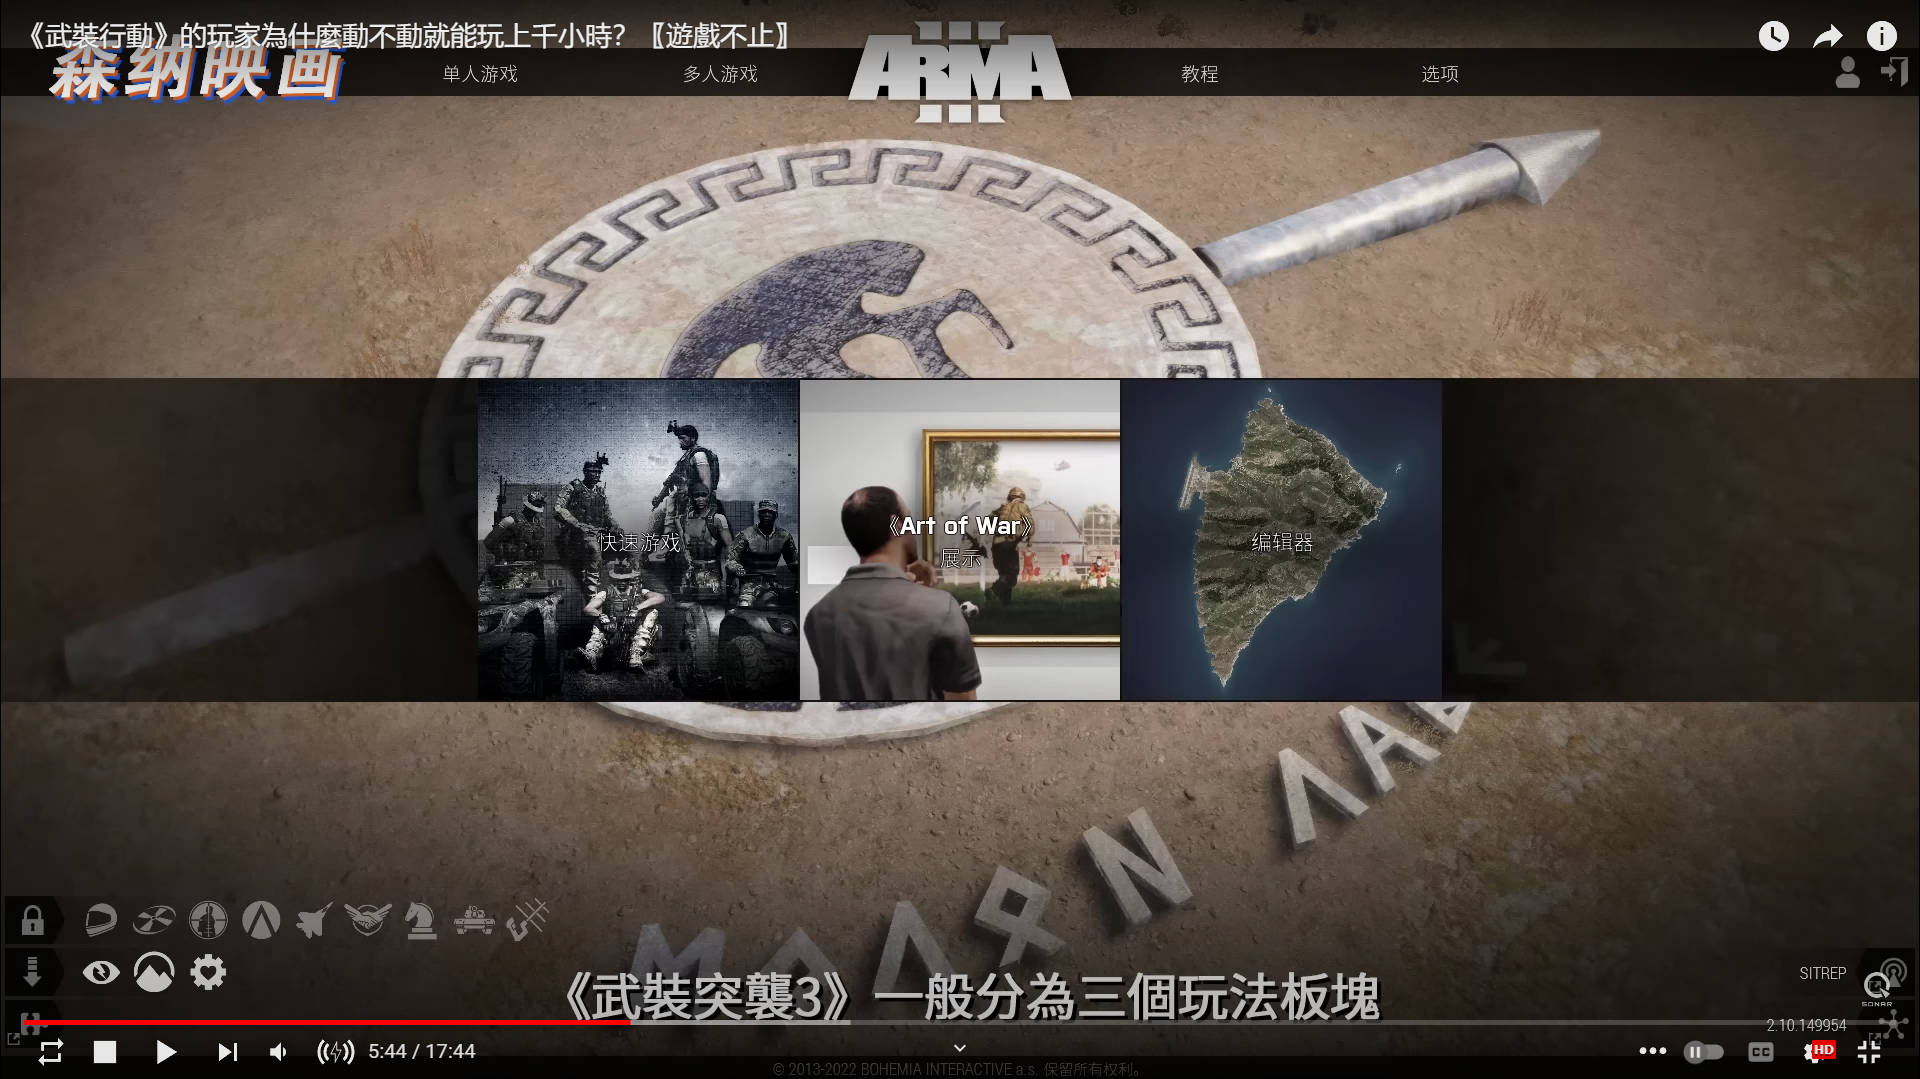 《武裝行動》的玩家為什麼動不動就能玩上千小時？【遊戲不止】
森纳映画
单人游戏
多人游戏
ARMA III
教程
选项
快速游戏
《Art of War》
展示
编辑器
ΜΟΛΩΝ ΛΑΒ
SITREP
SONAR
《武裝突襲3》 一般分為三個玩法板塊
2.10.149954
5:44 / 17:44
CC
HD
© 2013-2022 BOHEMIA INTERACTIVE a.s. 保留所有权利。